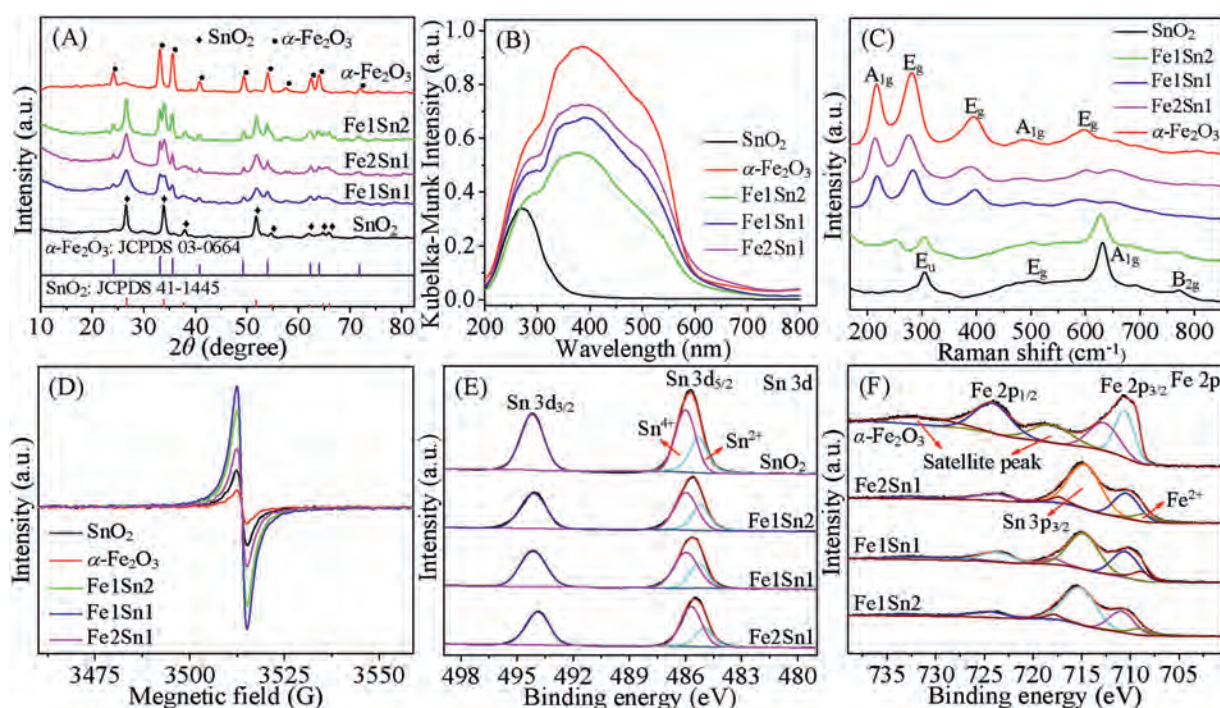 (A)
◆ SnO₂ • α-Fe₂O₃
α-Fe₂O₃
Fe1Sn2
Fe2Sn1
Fe1Sn1
SnO₂
α-Fe₂O₃: JCPDS 03-0664
SnO₂: JCPDS 41-1445
Intensity (a.u.)
10 20 30 40 50 60 70 80
2θ (degree)
(B)
Kubelka-Munk Intensity (a.u.)
1.0
0.8
0.6
0.4
0.2
0.0
SnO₂
α-Fe₂O₃
Fe1Sn2
Fe1Sn1
Fe2Sn1
200 300 400 500 600 700 800
Wavelength (nm)
(C)
SnO₂
Fe1Sn2
Fe1Sn1
Fe2Sn1
α-Fe₂O₃
A₁g Eg Eg A₁g Eg
Eu Eg A₁g B₂g
Intensity (a.u.)
200 300 400 500 600 700 800
Raman shift (cm⁻¹)
(D)
Intensity (a.u.)
SnO₂
α-Fe₂O₃
Fe1Sn2
Fe1Sn1
Fe2Sn1
3475 3500 3525 3550
Megnetic field (G)
(E)
Sn 3d₅/₂ Sn 3d
Sn 3d₃/₂
Sn⁴⁺ Sn²⁺
SnO₂
Fe1Sn2
Fe1Sn1
Fe2Sn1
Intensity (a.u.)
498 495 492 489 486 483 480
Binding energy (eV)
(F)
Fe 2p₁/₂ Fe 2p₃/₂ Fe 2p
α-Fe₂O₃
Satellite peak
Fe2Sn1
Fe²⁺
Sn 3p₃/₂
Fe1Sn1
Fe1Sn2
Intensity (a.u.)
735 729 723 717 711 705
Binding energy (eV)